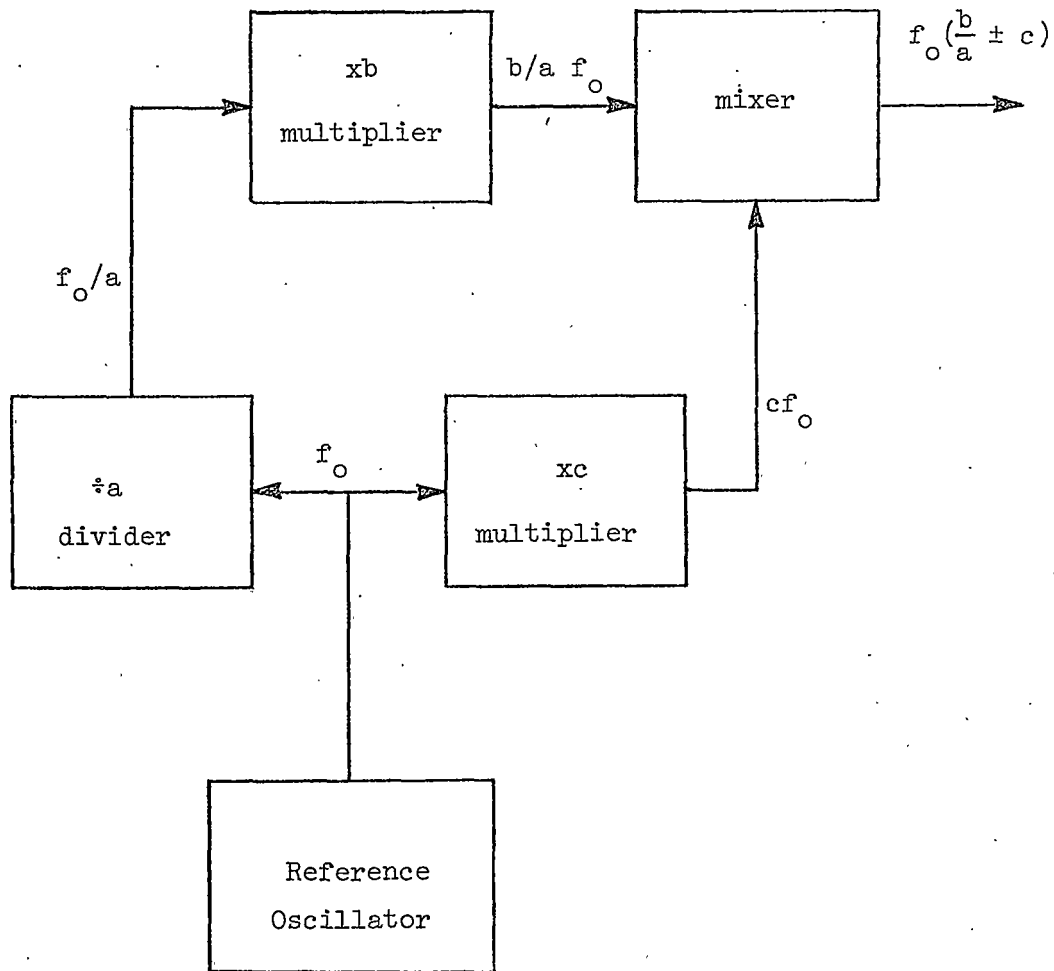 xb
multiplier
b/a f_o
mixer
f_o(b/a ± c)
f_o/a
cf_o
÷a
divider
f_o
xc
multiplier
Reference
Oscillator